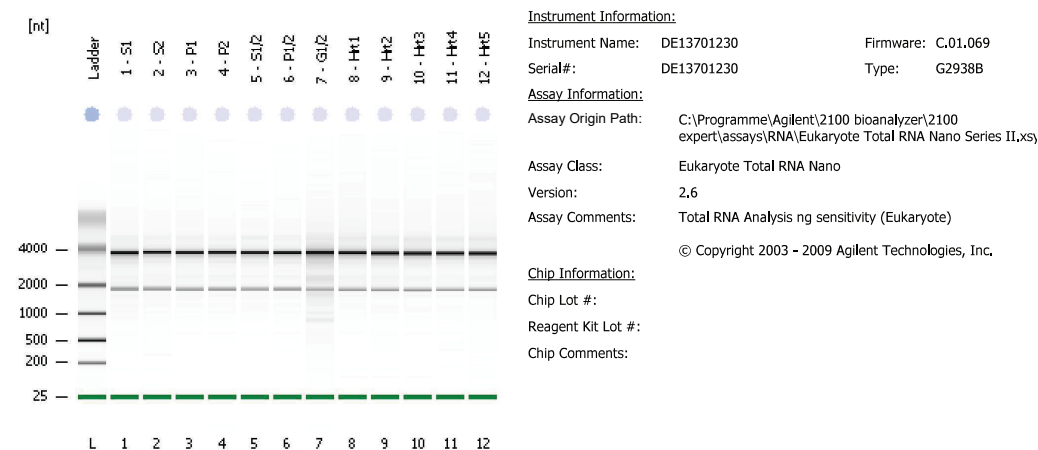 [nt]
Ladder
1 - S1
2 - S2
3 - P1
4 - P2
5 - S1/2
6 - P1/2
7 - G1/2
8 - Hrt1
9 - Hrt2
10 - Hrt3
11 - Hrt4
12 - Hrt5
4000
2000
1000
500
200
25
L 1 2 3 4 5 6 7 8 9 10 11 12
Instrument Information:
Instrument Name: DE13701230 Firmware: C.01.069
Serial#: DE13701230 Type: G2938B
Assay Information:
Assay Origin Path: C:\Programme\Agilent\2100 bioanalyzer\2100
expert\assays\RNA\Eukaryote Total RNA Nano Series II.xsy
Assay Class: Eukaryote Total RNA Nano
Version: 2.6
Assay Comments: Total RNA Analysis ng sensitivity (Eukaryote)
© Copyright 2003 - 2009 Agilent Technologies, Inc.
Chip Information:
Chip Lot #:
Reagent Kit Lot #:
Chip Comments: